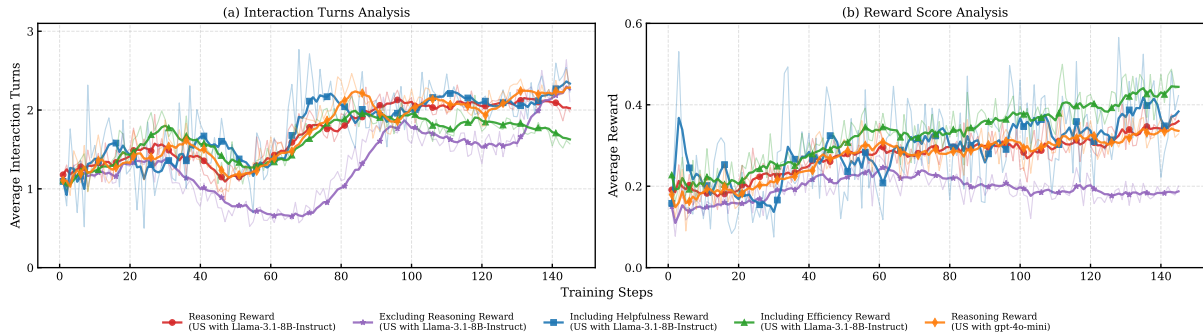 (a) Interaction Turns Analysis
Average Interaction Turns
3
2
1
0
0 20 40 60 80 100 120 140
(b) Reward Score Analysis
Average Reward
0.6
0.4
0.2
0.0
0 20 40 60 80 100 120 140
Training Steps
Reasoning Reward
(US with Llama-3.1-8B-Instruct)
Excluding Reasoning Reward
(US with Llama-3.1-8B-Instruct)
Including Helpfulness Reward
(US with Llama-3.1-8B-Instruct)
Including Efficiency Reward
(US with Llama-3.1-8B-Instruct)
Reasoning Reward
(US with gpt-4o-mini)